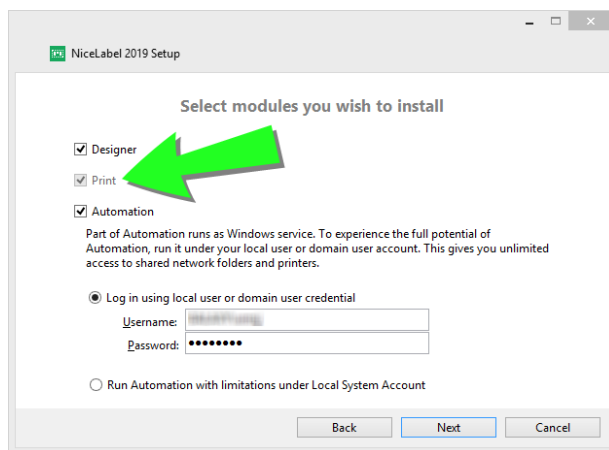 NiceLabel 2019 Setup
Select modules you wish to install
Designer
Print
Automation
Part of Automation runs as Windows service. To experience the full potential of
Automation, run it under your local user or domain user account. This gives you unlimited
access to shared network folders and printers.
Log in using local user or domain user credential
Username:
Password:
Run Automation with limitations under Local System Account
Back Next Cancel